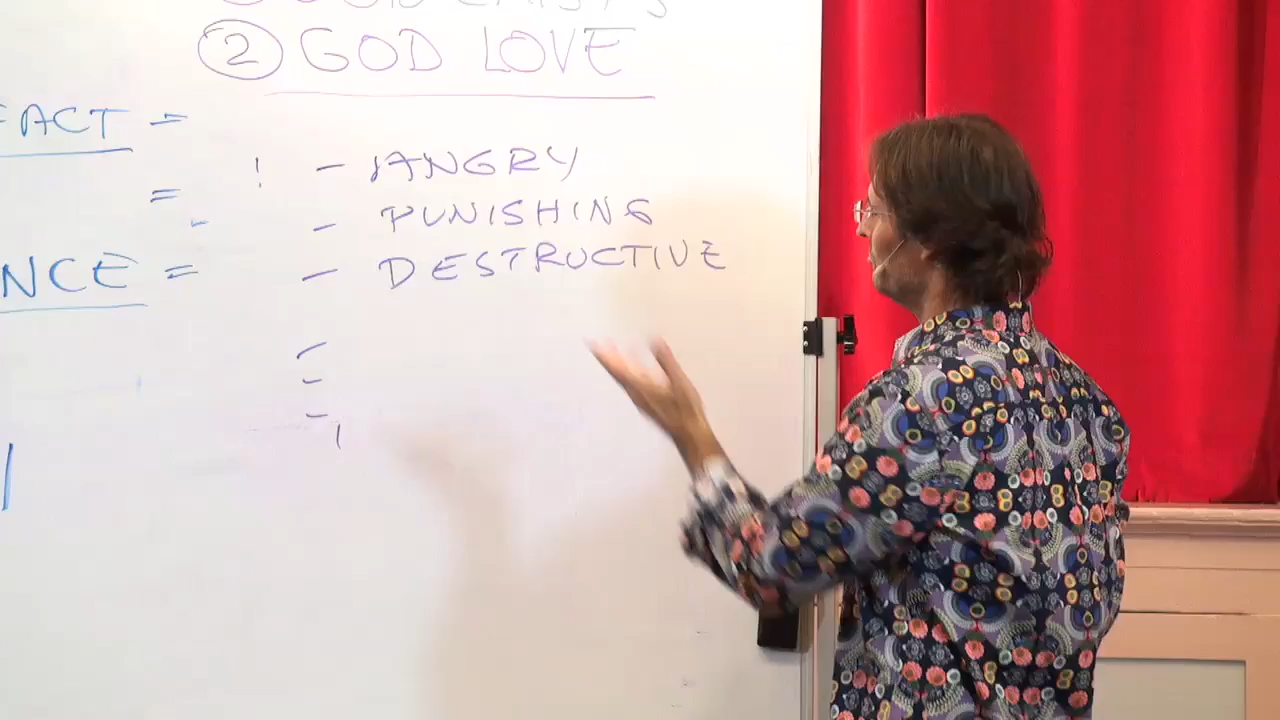 ② GOD LOVE
FACT =
! - ANGRY
=
- - PUNISHING
NCE = - DESTRUCTIVE
-
-
-